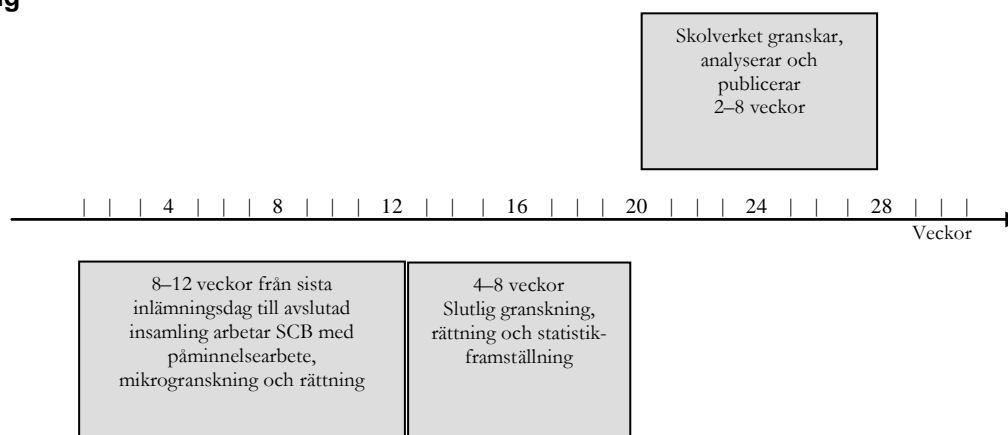 ng
Skolverket granskar,
analyserar och
publicerar
2–8 veckor
| | | 4 | | | 8 | | | 12 | | | 16 | | | 20 | | | 24 | | | 28 | | |
Veckor
8–12 veckor från sista
inlämningsdag till avslutad
insamling arbetar SCB med
påminnelsearbete,
mikrogranskning och rättning
4–8 veckor
Slutlig granskning,
rättning och statistik-
framställning